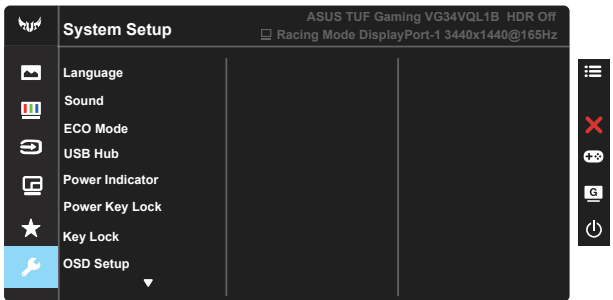 ASUS TUF Gaming VG34VQL1B HDR Off
System Setup
Racing Mode DisplayPort-1 3440x1440@165Hz
Language
Sound
ECO Mode
USB Hub
Power Indicator
Power Key Lock
Key Lock
OSD Setup
G